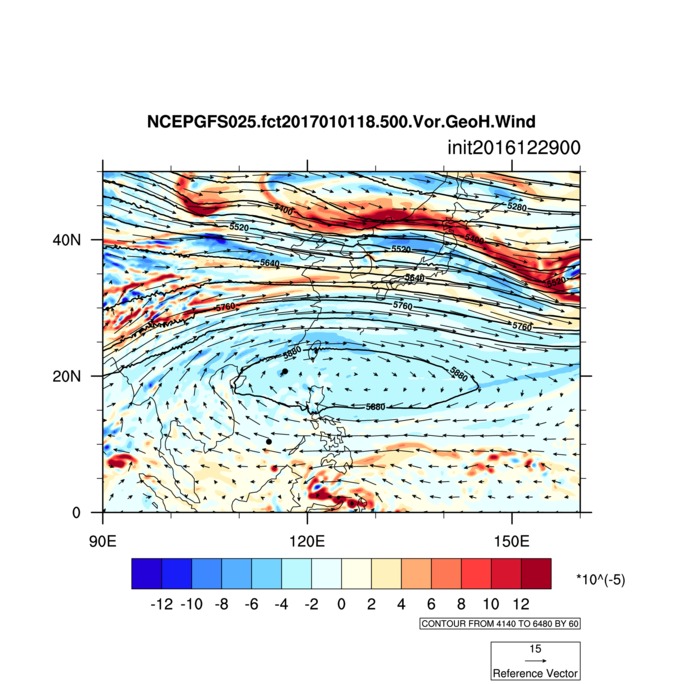 NCEPGFS025.fct2017010118.500.Vor.GeoH.Wind
init2016122900
5400
5280
5520
5400
5520
5640
5640
5520
5760
5760
5760
5880
5880
5880
40N
20N
0
90E 120E 150E
-12 -10 -8 -6 -4 -2 0 2 4 6 8 10 12
*10^(-5)
CONTOUR FROM 4140 TO 6480 BY 60
15
Reference Vector